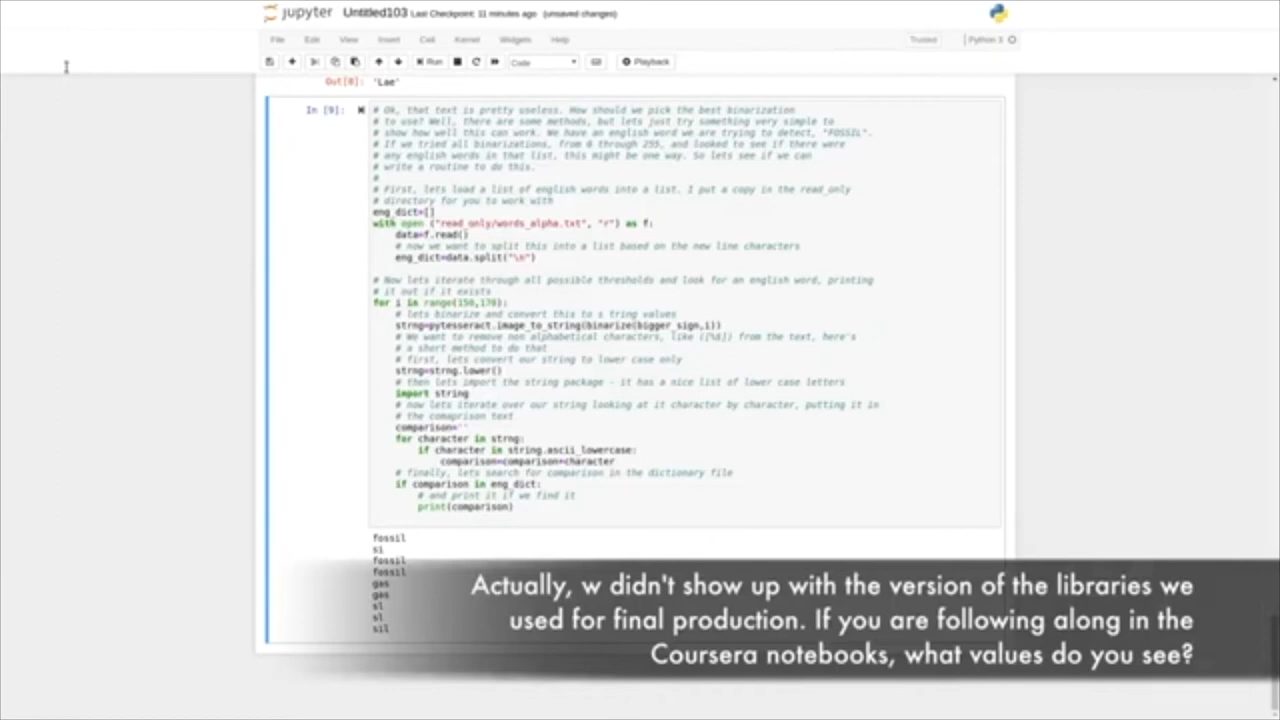 jupyter Untitled103 Last Checkpoint: 11 minutes ago (unsaved changes)
File Edit View Insert Cell Kernel Widgets Help Trusted Python 3
Run Code Playback
Out[8]: 'Lae'
In [9]:
# Ok, that text is pretty useless. How should we pick the best binarization
# to use? Well, there are some methods, but lets just try something very simple to
# show how well this can work. We have an english word we are trying to detect, "FOSSIL".
# If we tried all binarizations, from 0 through 255, and looked to see if there were
# any english words in that list, this might be one way. So lets see if we can
# write a routine to do this.
#
# First, lets load a list of english words into a list. I put a copy in the read_only
# directory for you to work with
eng_dict=[]
with open ("read_only/words_alpha.txt", "r") as f:
data=f.read()
# now we want to split this into a list based on the new line characters
eng_dict=data.split("\n")
# Now lets iterate through all possible thresholds and look for an english word, printing
# it out if it exists
for i in range(150,170):
# lets binarize and convert this to s tring values
strng=pytesseract.image_to_string(binarize(bigger_sign,i))
# We want to remove non alphabetical characters, like ([%$]) from the text, here's
# a short method to do that
# first, lets convert our string to lower case only
strng=strng.lower()
# then lets import the string package - it has a nice list of lower case letters
import string
# now lets iterate over our string looking at it character by character, putting it in
# the comaprison text
comparison=''
for character in strng:
if character in string.ascii_lowercase:
comparison=comparison+character
# finally, lets search for comparison in the dictionary file
if comparison in eng_dict:
# and print it if we find it
print(comparison)
fossil
si
fossil
fossil
gas
gas
sl
sl
sil
Actually, w didn't show up with the version of the libraries we
used for final production. If you are following along in the
Coursera notebooks, what values do you see?